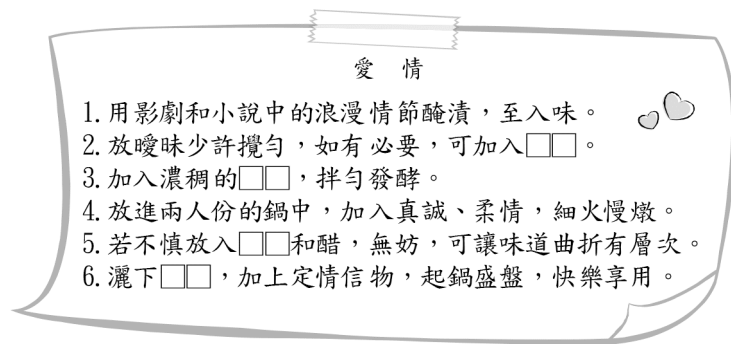 愛 情
1. 用影劇和小說中的浪漫情節醃漬，至入味。
2. 放曖昧少許攪勻，如有必要，可加入□□。
3. 加入濃稠的□□，拌勻發酵。
4. 放進兩人份的鍋中，加入真誠、柔情，細火慢燉。
5. 若不慎放入□□和醋，無妨，可讓味道曲折有層次。
6. 灑下□□，加上定情信物，起鍋盛盤，快樂享用。